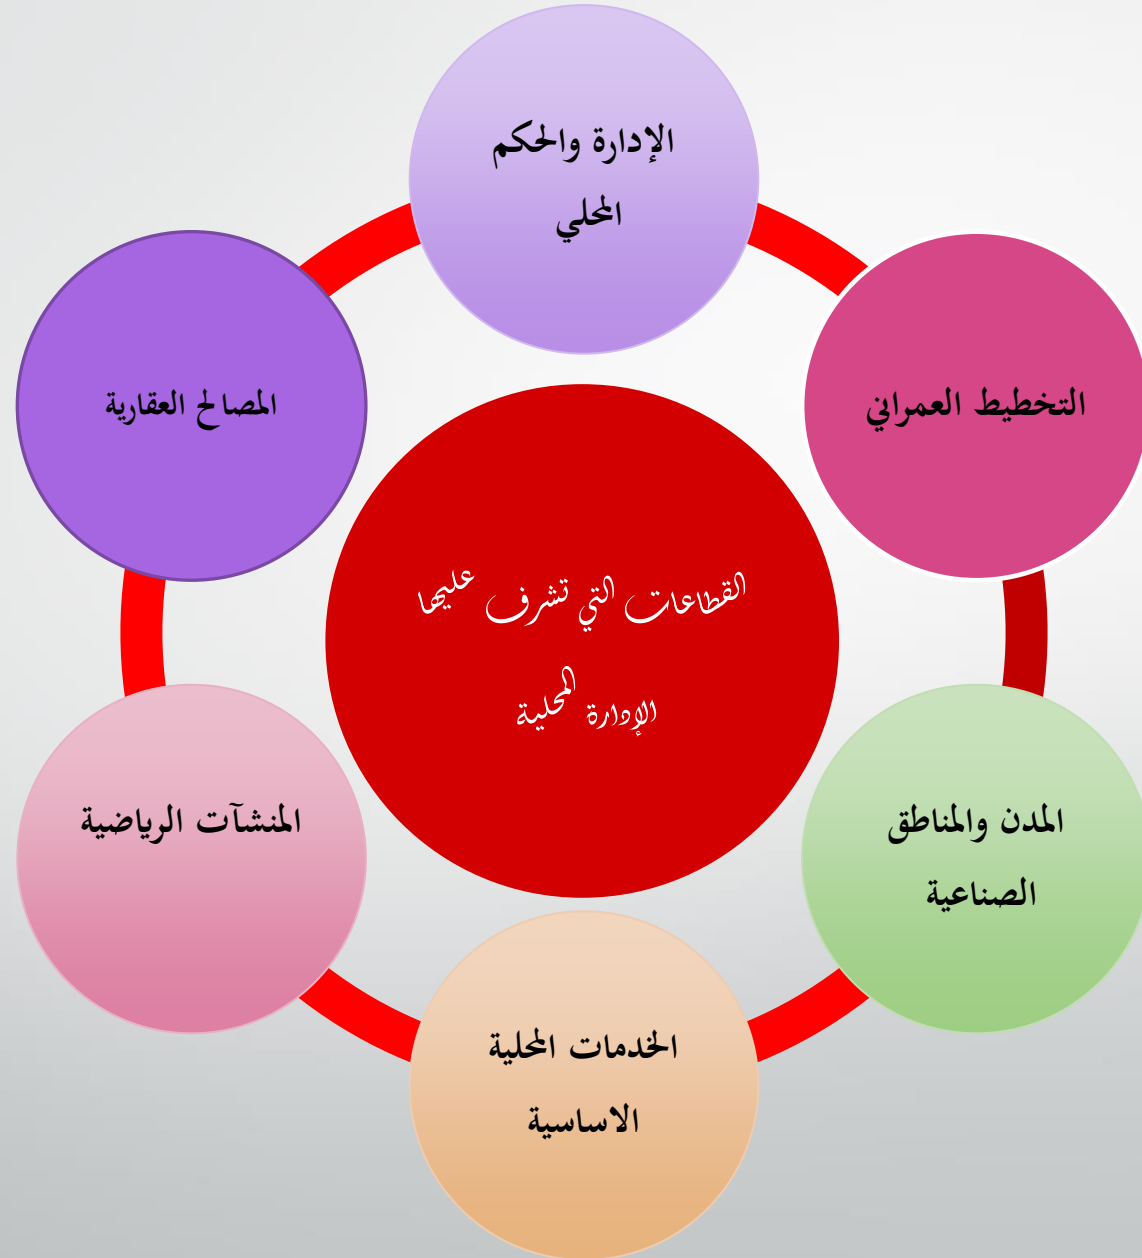 الإدارة والحكم
المحلي
التخطيط العمراني
المصالح العقارية
القطاعات التي تشرف عليها
الإدارة المحلية
المدن والمناطق
الصناعية
المنشآت الرياضية
الخدمات المحلية
الاساسية